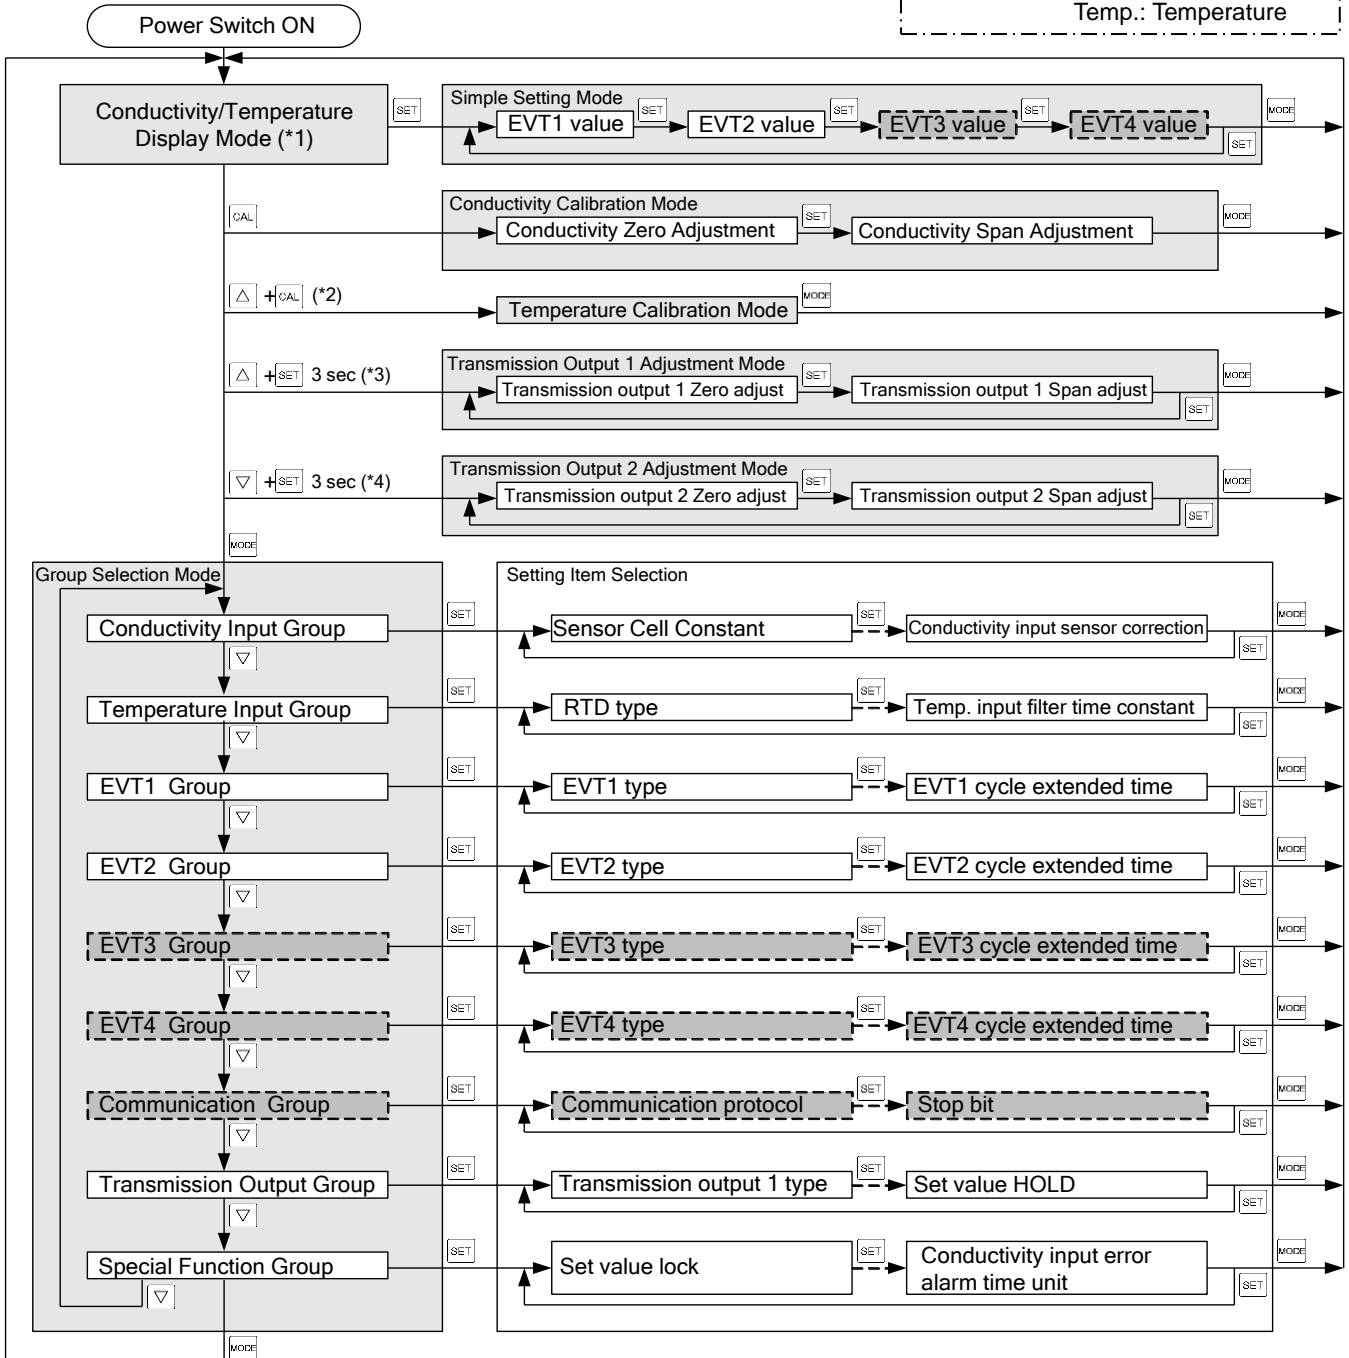 Temp.: Temperature
Power Switch ON
Conductivity/Temperature
Display Mode (*1)
SET
Simple Setting Mode
EVT1 value
SET
EVT2 value
SET
EVT3 value
SET
EVT4 value
SET
MODE
CAL
Conductivity Calibration Mode
Conductivity Zero Adjustment
SET
Conductivity Span Adjustment
MODE
△ + CAL (*2)
Temperature Calibration Mode
MODE
△ + SET 3 sec (*3)
Transmission Output 1 Adjustment Mode
Transmission output 1 Zero adjust
SET
Transmission output 1 Span adjust
SET
MODE
▽ + SET 3 sec (*4)
Transmission Output 2 Adjustment Mode
Transmission output 2 Zero adjust
SET
Transmission output 2 Span adjust
SET
MODE
MODE
Group Selection Mode
Setting Item Selection
Conductivity Input Group
SET
Sensor Cell Constant
SET
Conductivity input sensor correction
SET
MODE
▽
Temperature Input Group
SET
RTD type
SET
Temp. input filter time constant
SET
MODE
▽
EVT1 Group
SET
EVT1 type
SET
EVT1 cycle extended time
SET
MODE
▽
EVT2 Group
SET
EVT2 type
SET
EVT2 cycle extended time
SET
MODE
▽
EVT3 Group
SET
EVT3 type
SET
EVT3 cycle extended time
SET
MODE
▽
EVT4 Group
SET
EVT4 type
SET
EVT4 cycle extended time
SET
MODE
▽
Communication Group
SET
Communication protocol
SET
Stop bit
SET
MODE
▽
Transmission Output Group
SET
Transmission output 1 type
SET
Set value HOLD
SET
MODE
▽
Special Function Group
SET
Set value lock
SET
Conductivity input error
alarm time unit
SET
MODE
▽
MODE